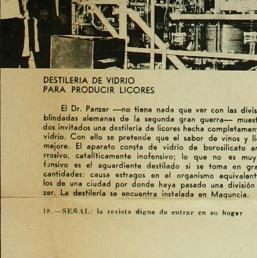 DESTILERIA DE VIDRIO
PARA PRODUCIR LICORES
El Dr. Panzer —no tiene nada que ver con las divis
blindadas alemanas de la segunda gran guerra— muest
dos invitados una destilería de licores hecha completamen
vidrio. Con ello se pretende que el sabor de vinos y li
mejore. El aparato consta de vidrio de borosilicato an
rrosivo, catalíticamente inofensivo; lo que no es muy
fensivo es el aguardiente destilado si se toma en gra
cantidades: causa estragos en el organismo equivalent
los de una ciudad por donde haya pasado una división
zer. La destilería se encuentra instalada en Maguncia.
18.—SEÑAL: la revista digna de entrar en su hogar